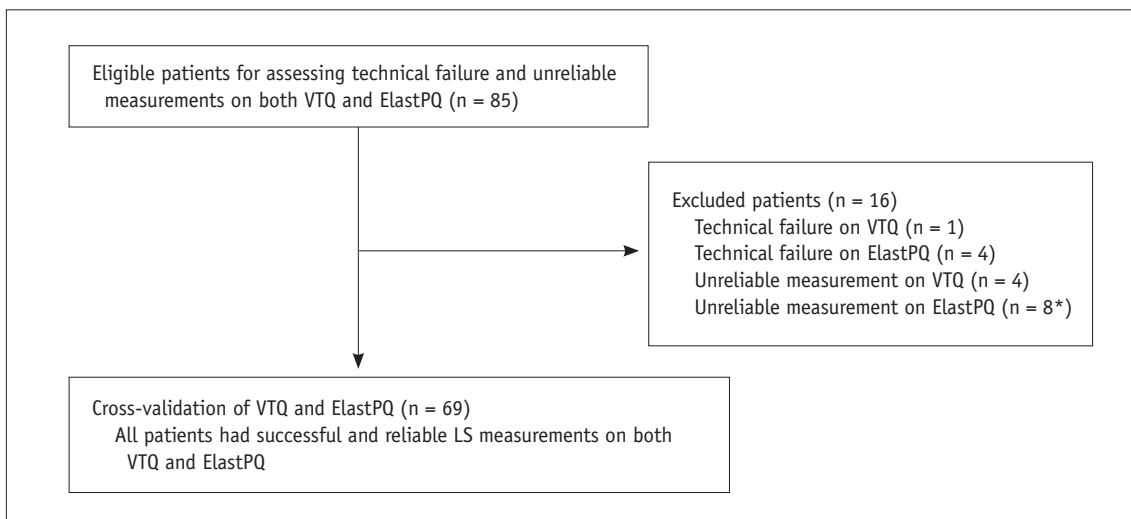 Eligible patients for assessing technical failure and unreliable
measurements on both VTQ and ElastPQ (n = 85)
Excluded patients (n = 16)
Technical failure on VTQ (n = 1)
Technical failure on ElastPQ (n = 4)
Unreliable measurement on VTQ (n = 4)
Unreliable measurement on ElastPQ (n = 8*)
Cross-validation of VTQ and ElastPQ (n = 69)
All patients had successful and reliable LS measurements on both
VTQ and ElastPQ